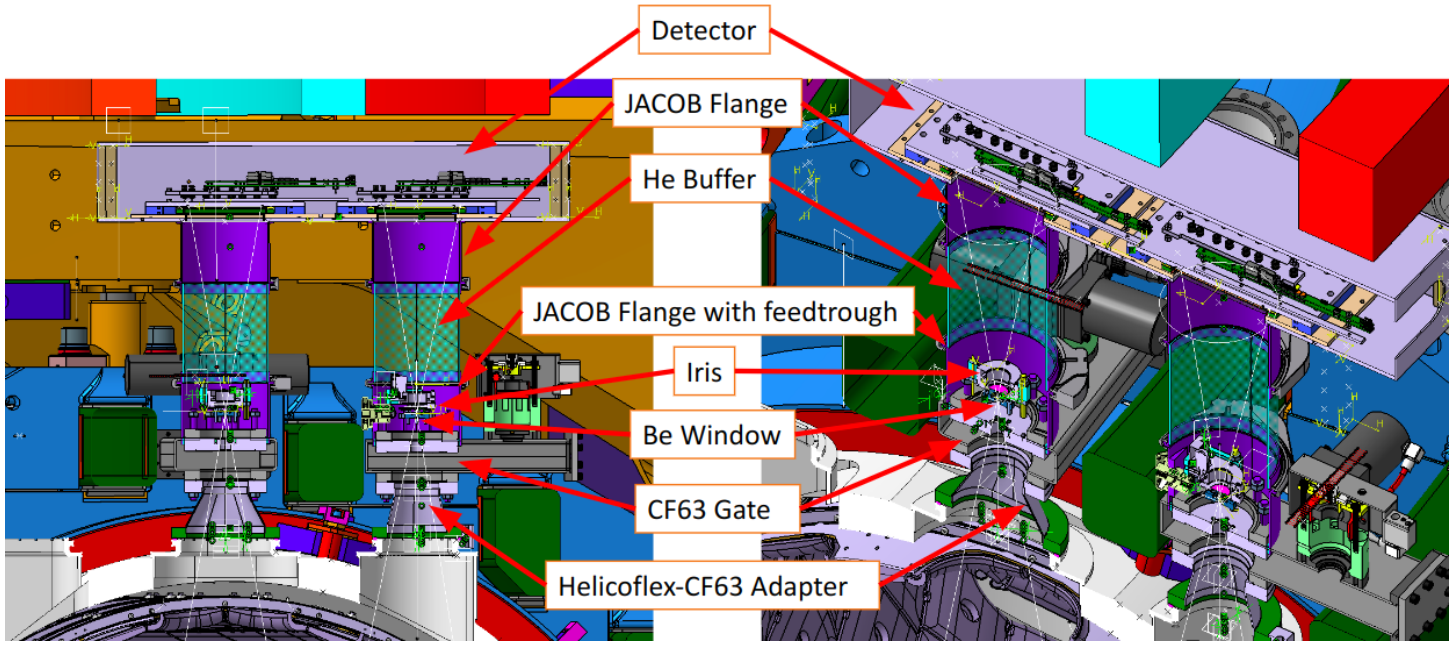 Detector
JACOB Flange
He Buffer
JACOB Flange with feedtrough
Iris
Be Window
CF63 Gate
Helicoflex-CF63 Adapter